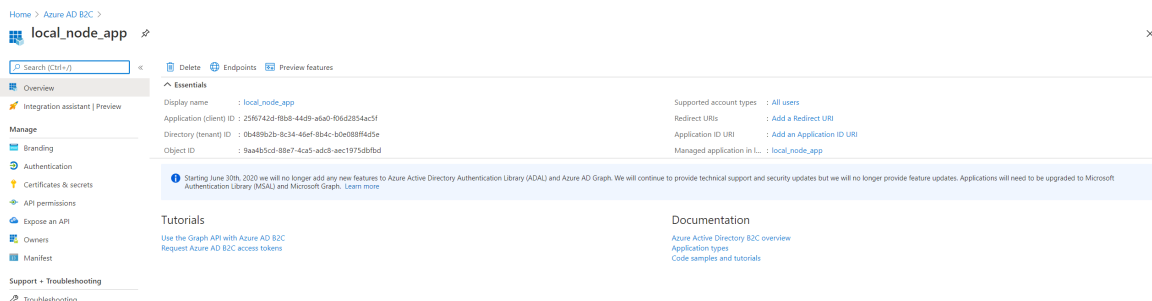 Home > Azure AD B2C >
local_node_app
Search (Ctrl+/)
«
Delete
Endpoints
Preview features
Overview
Integration assistant | Preview
Manage
Branding
Authentication
Certificates & secrets
API permissions
Expose an API
Owners
Manifest
Support + Troubleshooting
Troubleshooting
Essentials
Display name : local_node_app
Application (client) ID : 25f6742d-f8b8-44d9-a6a0-f06d2854ac5f
Directory (tenant) ID : 0b489b2b-8c34-46ef-8b4c-b0e088ff4d5e
Object ID : 9aa4b5cd-88e7-4ca5-adc8-aec1975dbfbd
Supported account types : All users
Redirect URIs : Add a Redirect URI
Application ID URI : Add an Application ID URI
Managed application in l... : local_node_app
Starting June 30th, 2020 we will no longer add any new features to Azure Active Directory Authentication Library (ADAL) and Azure AD Graph. We will continue to provide technical support and security updates but we will no longer provide feature updates. Applications will need to be upgraded to Microsoft
Authentication Library (MSAL) and Microsoft Graph. Learn more
Tutorials
Use the Graph API with Azure AD B2C
Request Azure AD B2C access tokens
Documentation
Azure Active Directory B2C overview
Application types
Code samples and tutorials